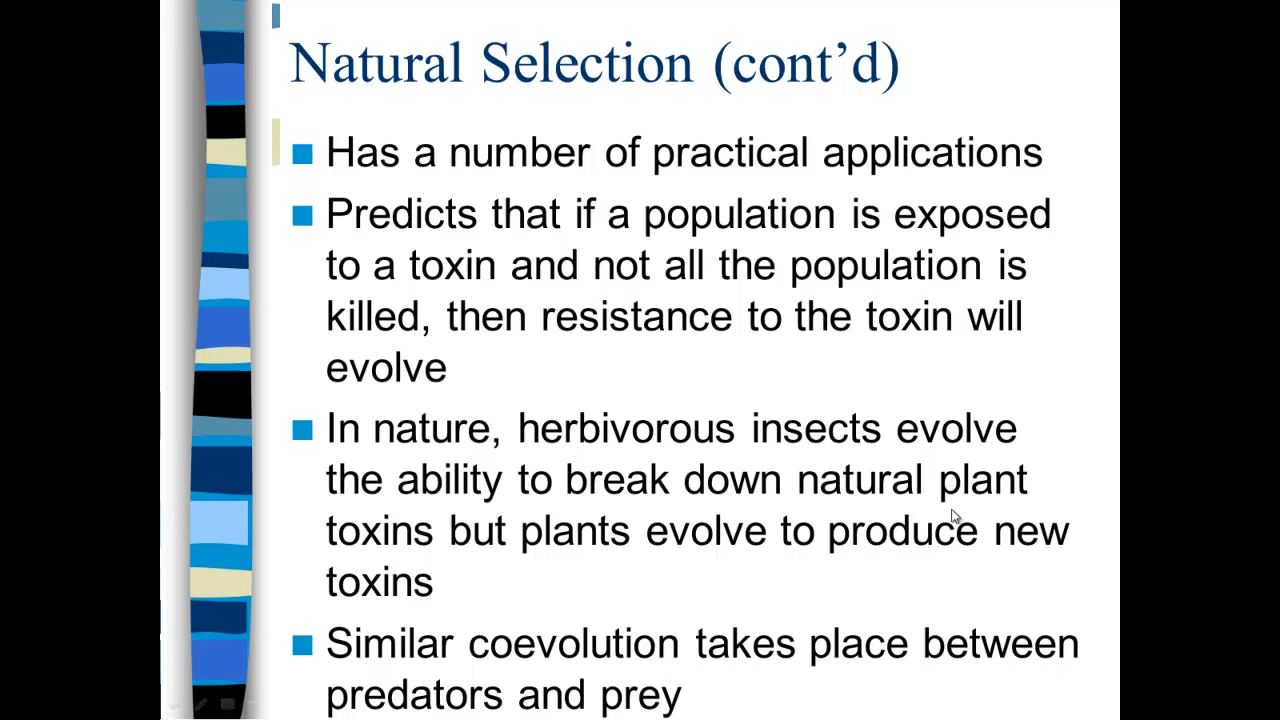 Natural Selection (cont’d)
Has a number of practical applications
Predicts that if a population is exposed
to a toxin and not all the population is
killed, then resistance to the toxin will
evolve
In nature, herbivorous insects evolve
the ability to break down natural plant
toxins but plants evolve to produce new
toxins
Similar coevolution takes place between
predators and prey